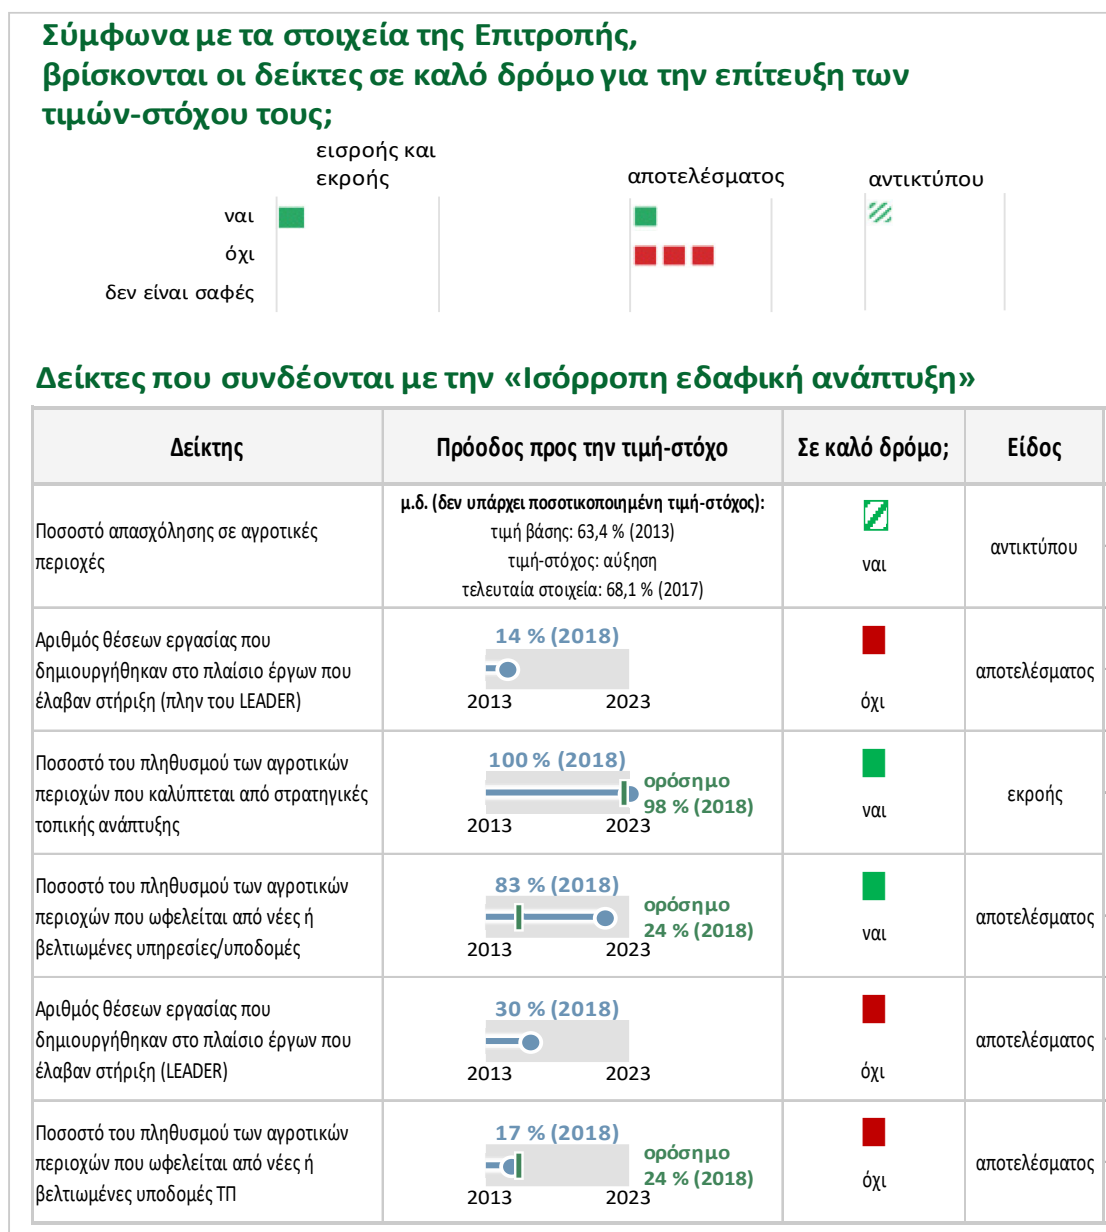 Σύμφωνα με τα στοιχεία της Επιτροπής,
βρίσκονται οι δείκτες σε καλό δρόμο για την επίτευξη των
τιμών-στόχου τους;
εισροής και
εκροής
αποτελέσματος
αντικτύπου
ναι
όχι
δεν είναι σαφές
Δείκτες που συνδέονται με την «Ισόρροπη εδαφική ανάπτυξη»
Δείκτης
Πρόοδος προς την τιμή-στόχο
Σε καλό δρόμο;
Είδος
Ποσοστό απασχόλησης σε αγροτικές
περιοχές
μ.δ. (δεν υπάρχει ποσοτικοποιημένη τιμή-στόχος):
τιμή βάσης: 63,4 % (2013)
τιμή-στόχος: αύξηση
τελευταία στοιχεία: 68,1 % (2017)
ναι
αντικτύπου
Αριθμός θέσεων εργασίας που
δημιουργήθηκαν στο πλαίσιο έργων που
έλαβαν στήριξη (πλην του LEADER)
14 % (2018)
2013 2023
όχι
αποτελέσματος
Ποσοστό του πληθυσμού των αγροτικών
περιοχών που καλύπτεται από στρατηγικές
τοπικής ανάπτυξης
100 % (2018)
ορόσημο
98 % (2018)
2013 2023
ναι
εκροής
Ποσοστό του πληθυσμού των αγροτικών
περιοχών που ωφελείται από νέες ή
βελτιωμένες υπηρεσίες/υποδομές
83 % (2018)
ορόσημο
24 % (2018)
2013 2023
ναι
αποτελέσματος
Αριθμός θέσεων εργασίας που
δημιουργήθηκαν στο πλαίσιο έργων που
έλαβαν στήριξη (LEADER)
30 % (2018)
2013 2023
όχι
αποτελέσματος
Ποσοστό του πληθυσμού των αγροτικών
περιοχών που ωφελείται από νέες ή
βελτιωμένες υποδομές ΤΠ
17 % (2018)
ορόσημο
24 % (2018)
2013 2023
όχι
αποτελέσματος